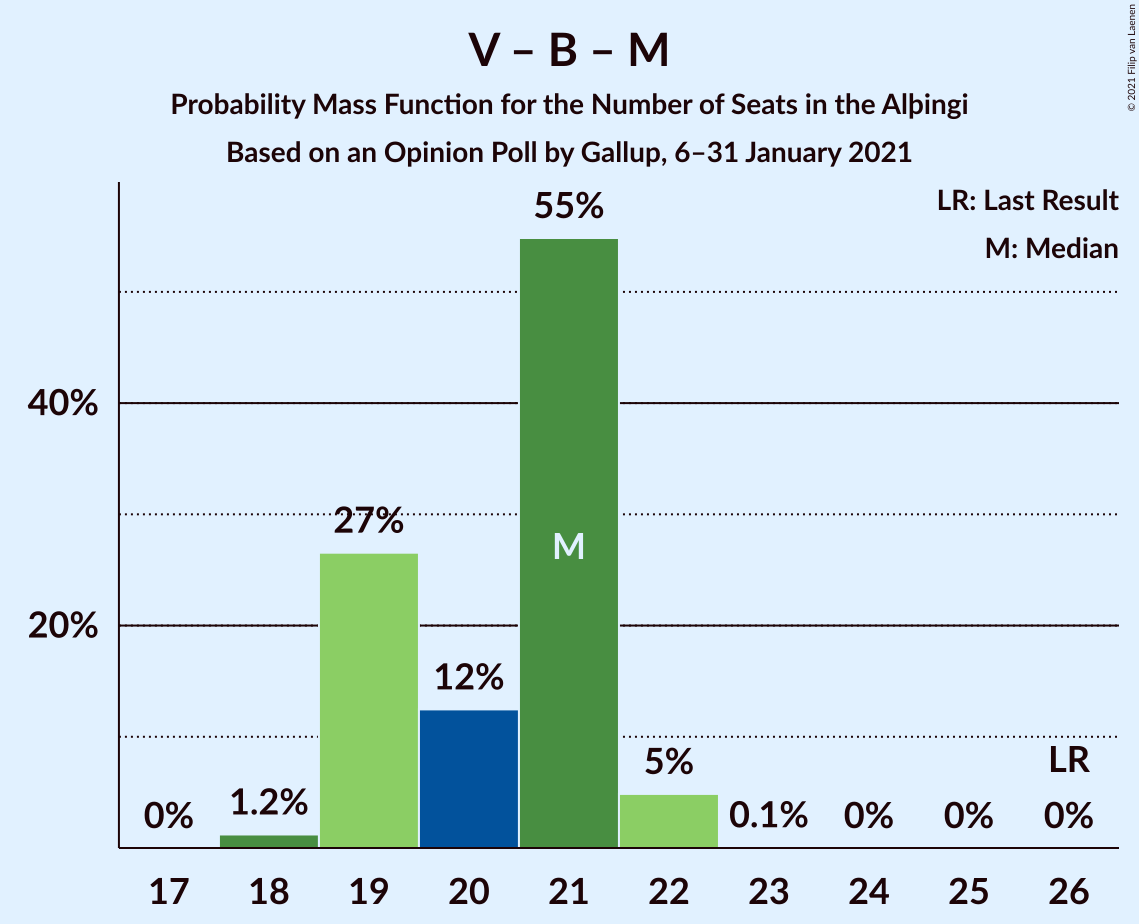 V – B – M
Probability Mass Function for the Number of Seats in the Alþingi
Based on an Opinion Poll by Gallup, 6–31 January 2021
© 2021 Filip van Laenen
LR: Last Result
M: Median
55%
40%
27%
M
20%
12%
5%
LR
0%
1.2%
0.1%
0%
0%
0%
17 18 19 20 21 22 23 24 25 26